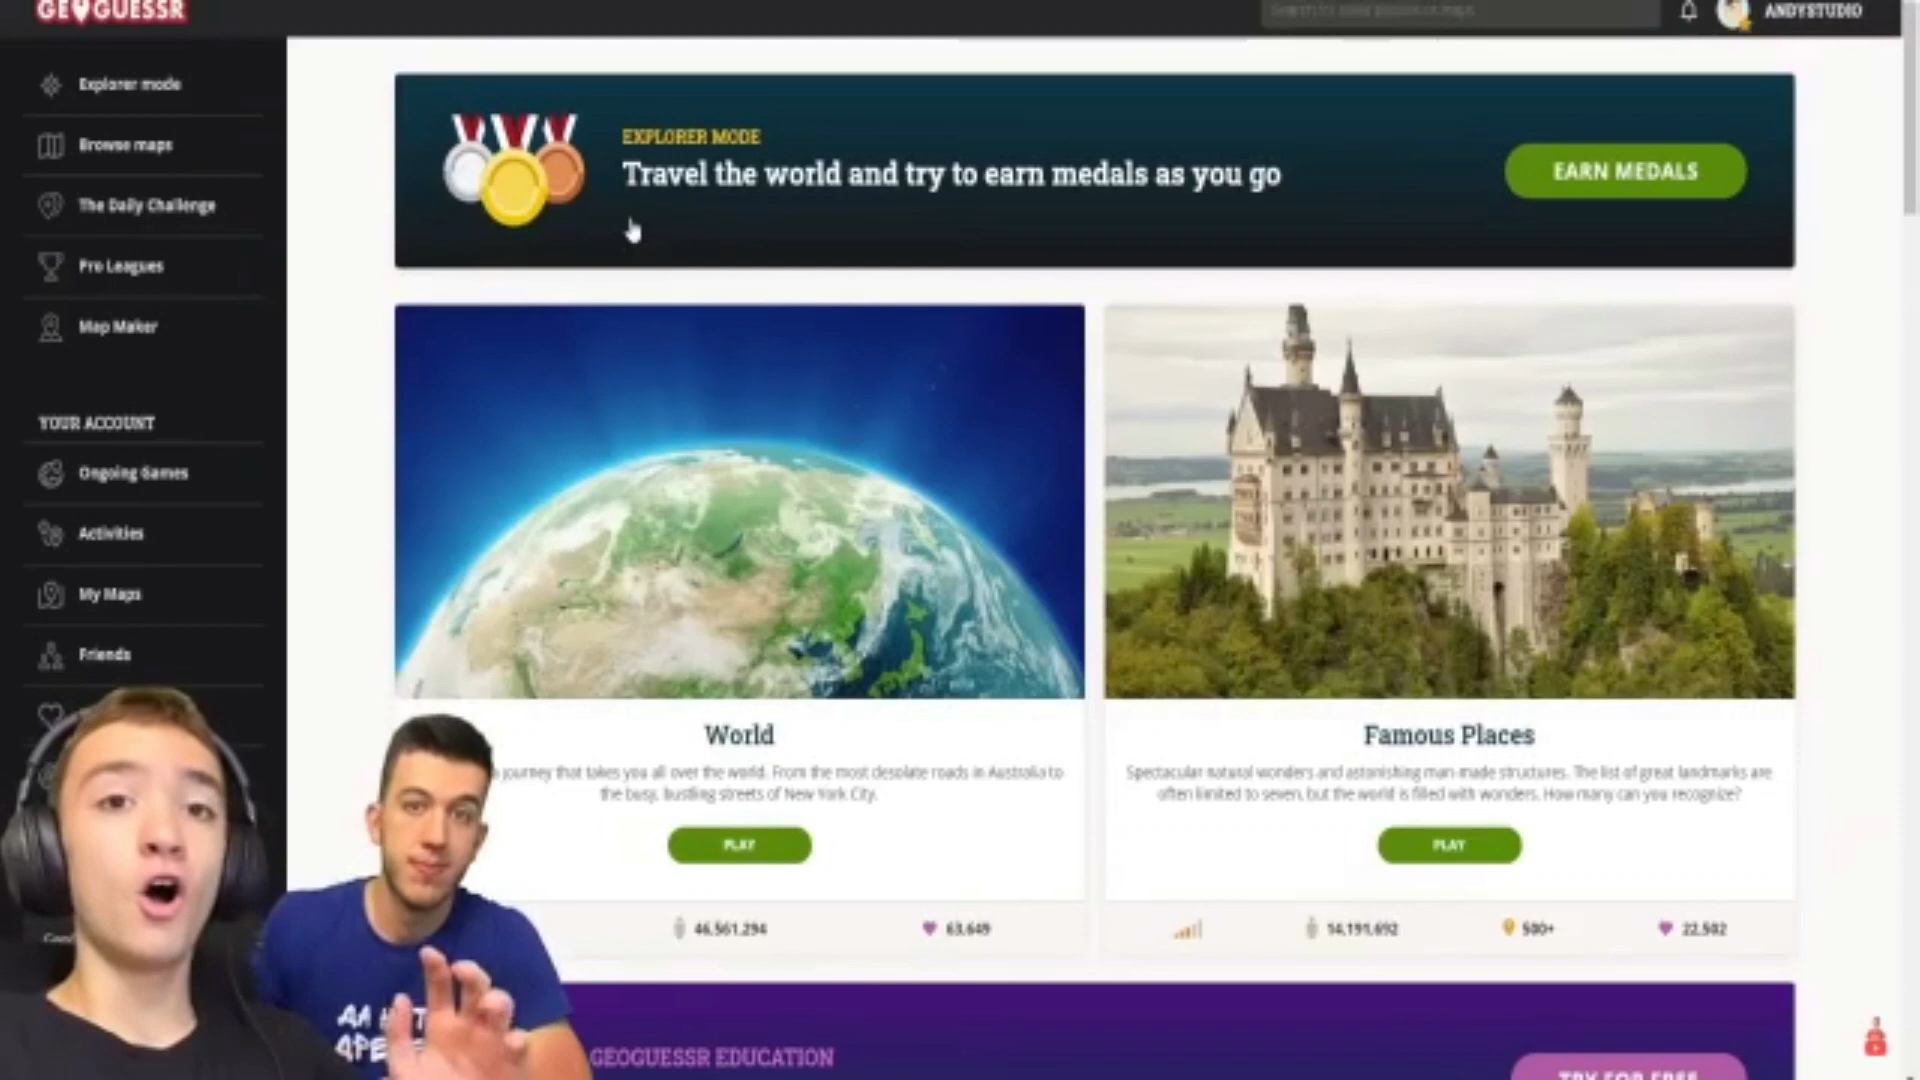 GEOGUESSR
ANDYSTUDIO
Explorer mode
Browse maps
The Daily Challenge
Pro Leagues
Map Maker
YOUR ACCOUNT
Ongoing Games
Activities
My Maps
Friends
EXPLORER MODE
Travel the world and try to earn medals as you go
EARN MEDALS
World
journey that takes you all over the world. From the most desolate roads in Australia to
the busy, bustling streets of New York City.
PLAY
46.561.294
63.649
Famous Places
Spectacular natural wonders and astonishing man-made structures. The list of great landmarks are
often limited to seven, but the world is filled with wonders. How many can you recognize?
PLAY
14.191.692
500+
22.502
GEOGUESSR EDUCATION
TRY FOR FREE